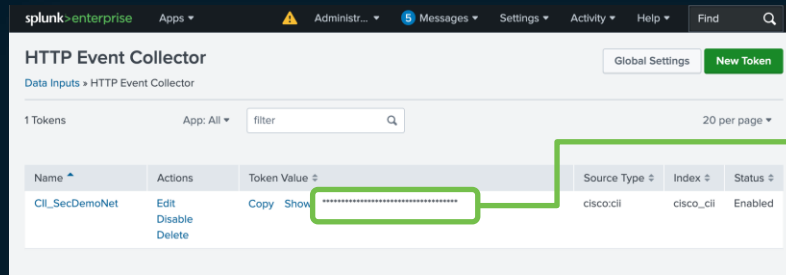 splunk>enterprise Apps Administr... 5 Messages Settings Activity Help Find
HTTP Event Collector
Global Settings New Token
Data Inputs » HTTP Event Collector
1 Tokens App: All filter 20 per page
Name Actions Token Value Source Type Index Status
CII_SecDemoNet Edit Copy Show ************************************ cisco:cii cisco_cii Enabled
Disable
Delete